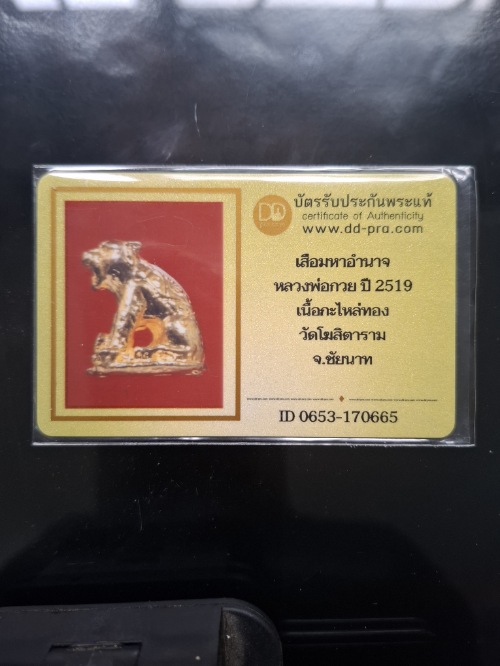 DD
บัตรรับประกันพระแท้
certificate of Authenticity
www.dd-pra.com
เสือมหาอำนาจ
หลวงพ่อกวย ปี 2519
เนื้อกะไหล่ทอง
วัดโฆสิตาราม
จ.ชัยนาท
ID 0653-170665